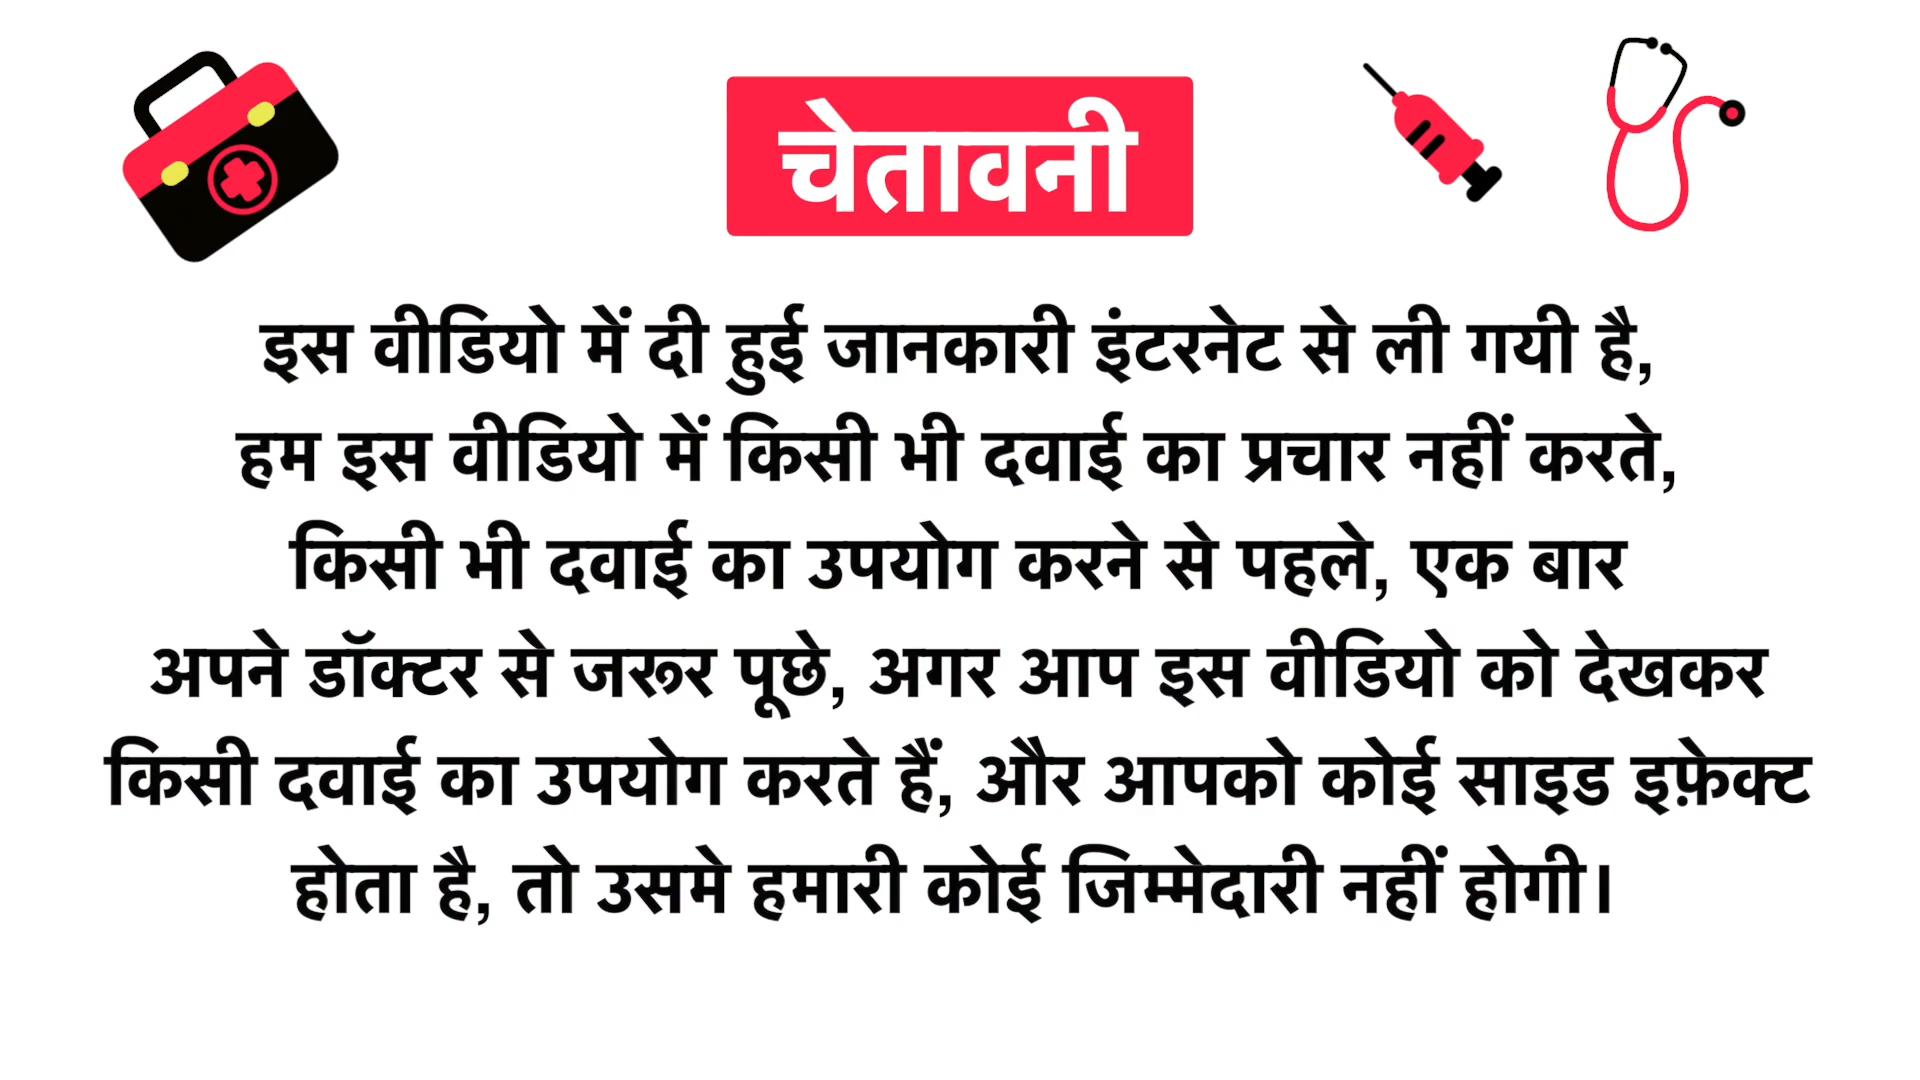 चेतावनी
इस वीडियो में दी हुई जानकारी इंटरनेट से ली गयी है,
हम इस वीडियो में किसी भी दवाई का प्रचार नहीं करते,
किसी भी दवाई का उपयोग करने से पहले, एक बार
अपने डॉक्टर से जरूर पूछे, अगर आप इस वीडियो को देखकर
किसी दवाई का उपयोग करते हैं, और आपको कोई साइड इफ़ेक्ट
होता है, तो उसमे हमारी कोई जिम्मेदारी नहीं होगी।